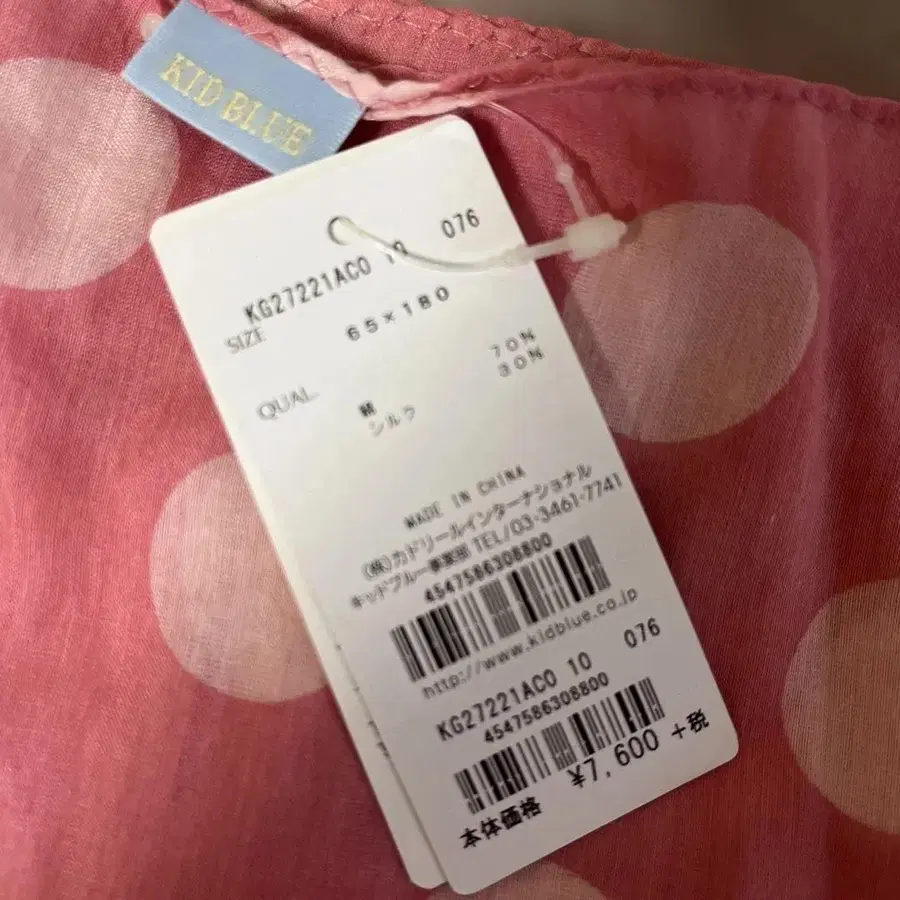 KID BLUE
KG27221AC0 10 076
SIZE 65×180
QUAL. 綿 70%
シルク 30%
MADE IN CHINA
(株)カドリールインターナショナル
キッドブルー事業部 TEL/03-3461-7741
4547586308800
http://www.kidblue.co.jp
KG27221AC0 10 076
4547586308800
本体価格 ¥7,600 +税